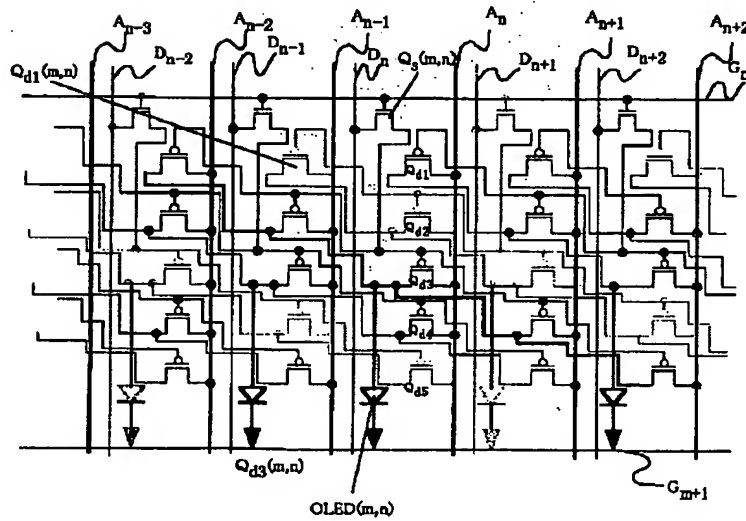 A_n-3
A_n-2
A_n-1
A_n
A_n+1
A_n+2
D_n-2
D_n-1
D_n
D_n+1
D_n+2
Q_d1(m,n)
Q_s(m,n)
Q_d1
Q_d2
Q_d3
Q_d4
Q_d5
Q_d3(m,n)
OLED(m,n)
G_m+1